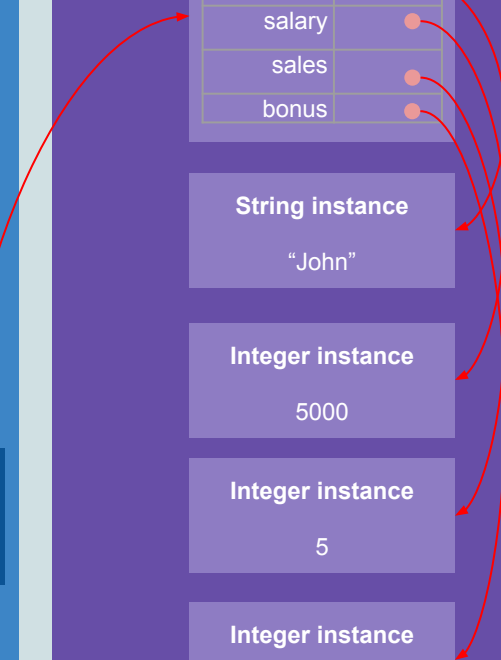 salary
sales
bonus
String instance
“John”
Integer instance
5000
Integer instance
5
Integer instance